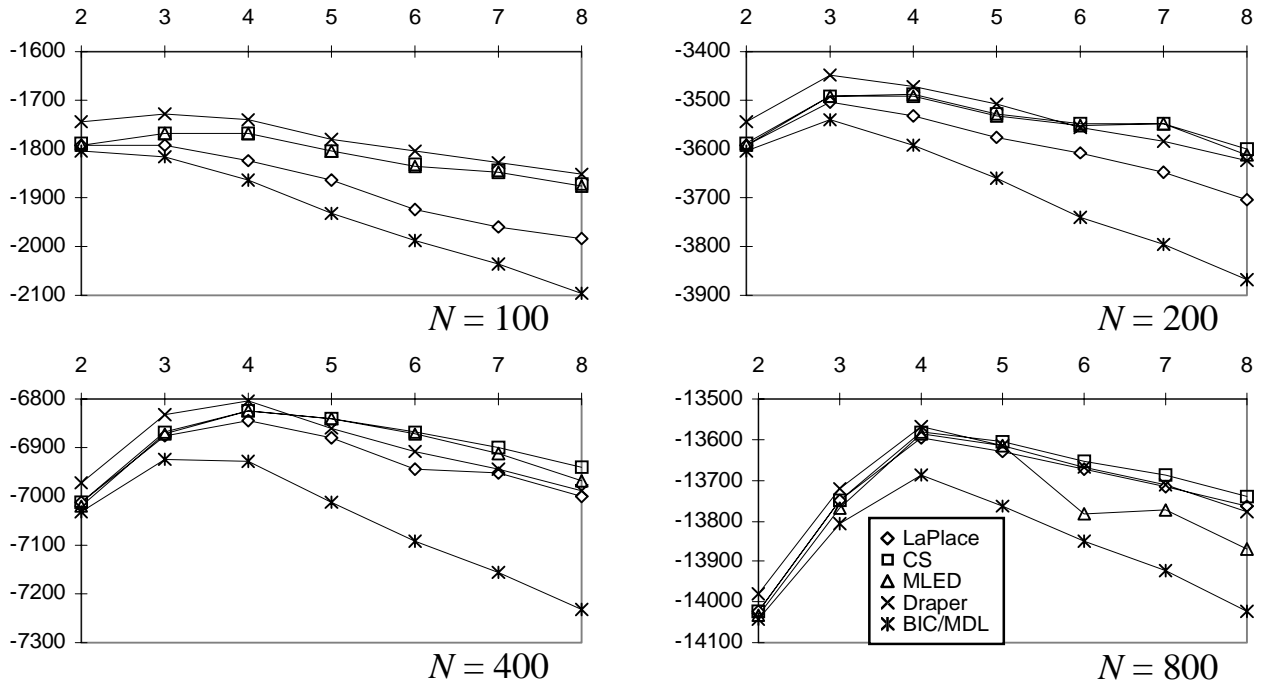 2 3 4 5 6 7 8
-1600
-1700
-1800
-1900
-2000
-2100
N = 100
2 3 4 5 6 7 8
-3400
-3500
-3600
-3700
-3800
-3900
N = 200
2 3 4 5 6 7 8
-6800
-6900
-7000
-7100
-7200
-7300
N = 400
2 3 4 5 6 7 8
-13500
-13600
-13700
-13800
-13900
-14000
-14100
LaPlace
CS
MLED
Draper
BIC/MDL
N = 800